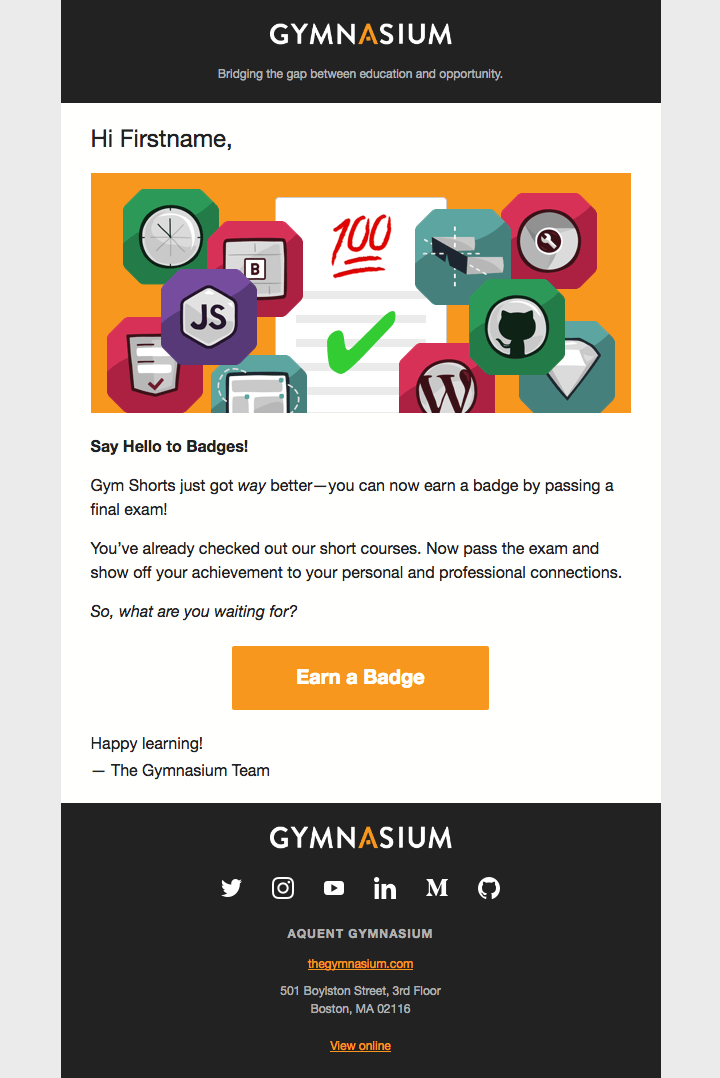 GYMNASIUM
Bridging the gap between education and opportunity.
Hi Firstname,
100
B
JS
W
Say Hello to Badges!
Gym Shorts just got way better—you can now earn a badge by passing a
final exam!
You’ve already checked out our short courses. Now pass the exam and
show off your achievement to your personal and professional connections.
So, what are you waiting for?
Earn a Badge
Happy learning!
— The Gymnasium Team
GYMNASIUM
in
M
AQUENT GYMNASIUM
thegymnasium.com
501 Boylston Street, 3rd Floor
Boston, MA 02116
View online